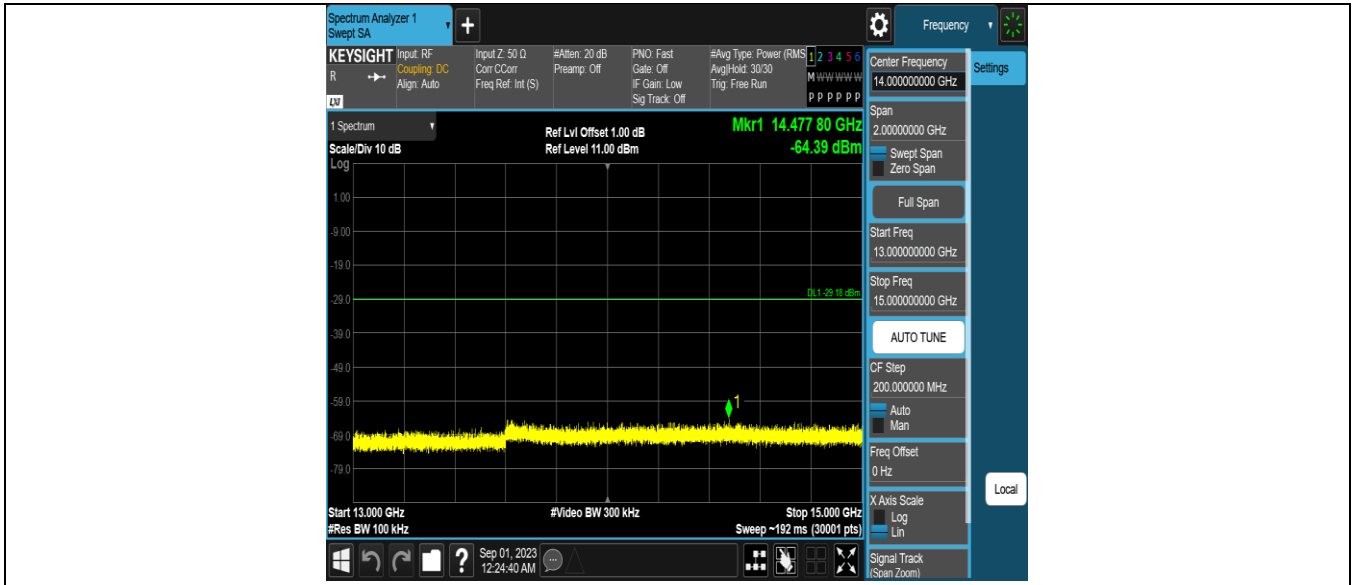 Spectrum Analyzer 1
Swept SA
+
Frequency
KEYSIGHT
R
LXI
Input: RF
Coupling: DC
Align: Auto
Input Z: 50 Ω
Corr CCorr
Freq Ref: Int (S)
#Atten: 20 dB
Preamp: Off
PNO: Fast
Gate: Off
IF Gain: Low
Sig Track: Off
#Avg Type: Power (RMS
Avg|Hold: 30/30
Trig: Free Run
1 2 3 4 5 6
M W W W W W
P P P P P P
Center Frequency
14.000000000 GHz
Settings
1 Spectrum
Scale/Div 10 dB
Ref Lvl Offset 1.00 dB
Ref Level 11.00 dBm
Mkr1 14.477 80 GHz
-64.39 dBm
Span
2.00000000 GHz
Swept Span
Zero Span
Full Span
Start Freq
13.000000000 GHz
Stop Freq
15.000000000 GHz
AUTO TUNE
CF Step
200.000000 MHz
Auto
Man
Freq Offset
0 Hz
X Axis Scale
Log
Lin
Signal Track
(Span Zoom)
Local
Log
1.00
-9.00
-19.0
-29.0
DL1 -29.18 dBm
-39.0
-49.0
-59.0
1
-69.0
-79.0
Start 13.000 GHz
#Video BW 300 kHz
Stop 15.000 GHz
#Res BW 100 kHz
Sweep ~192 ms (30001 pts)
?
Sep 01, 2023
12:24:40 AM